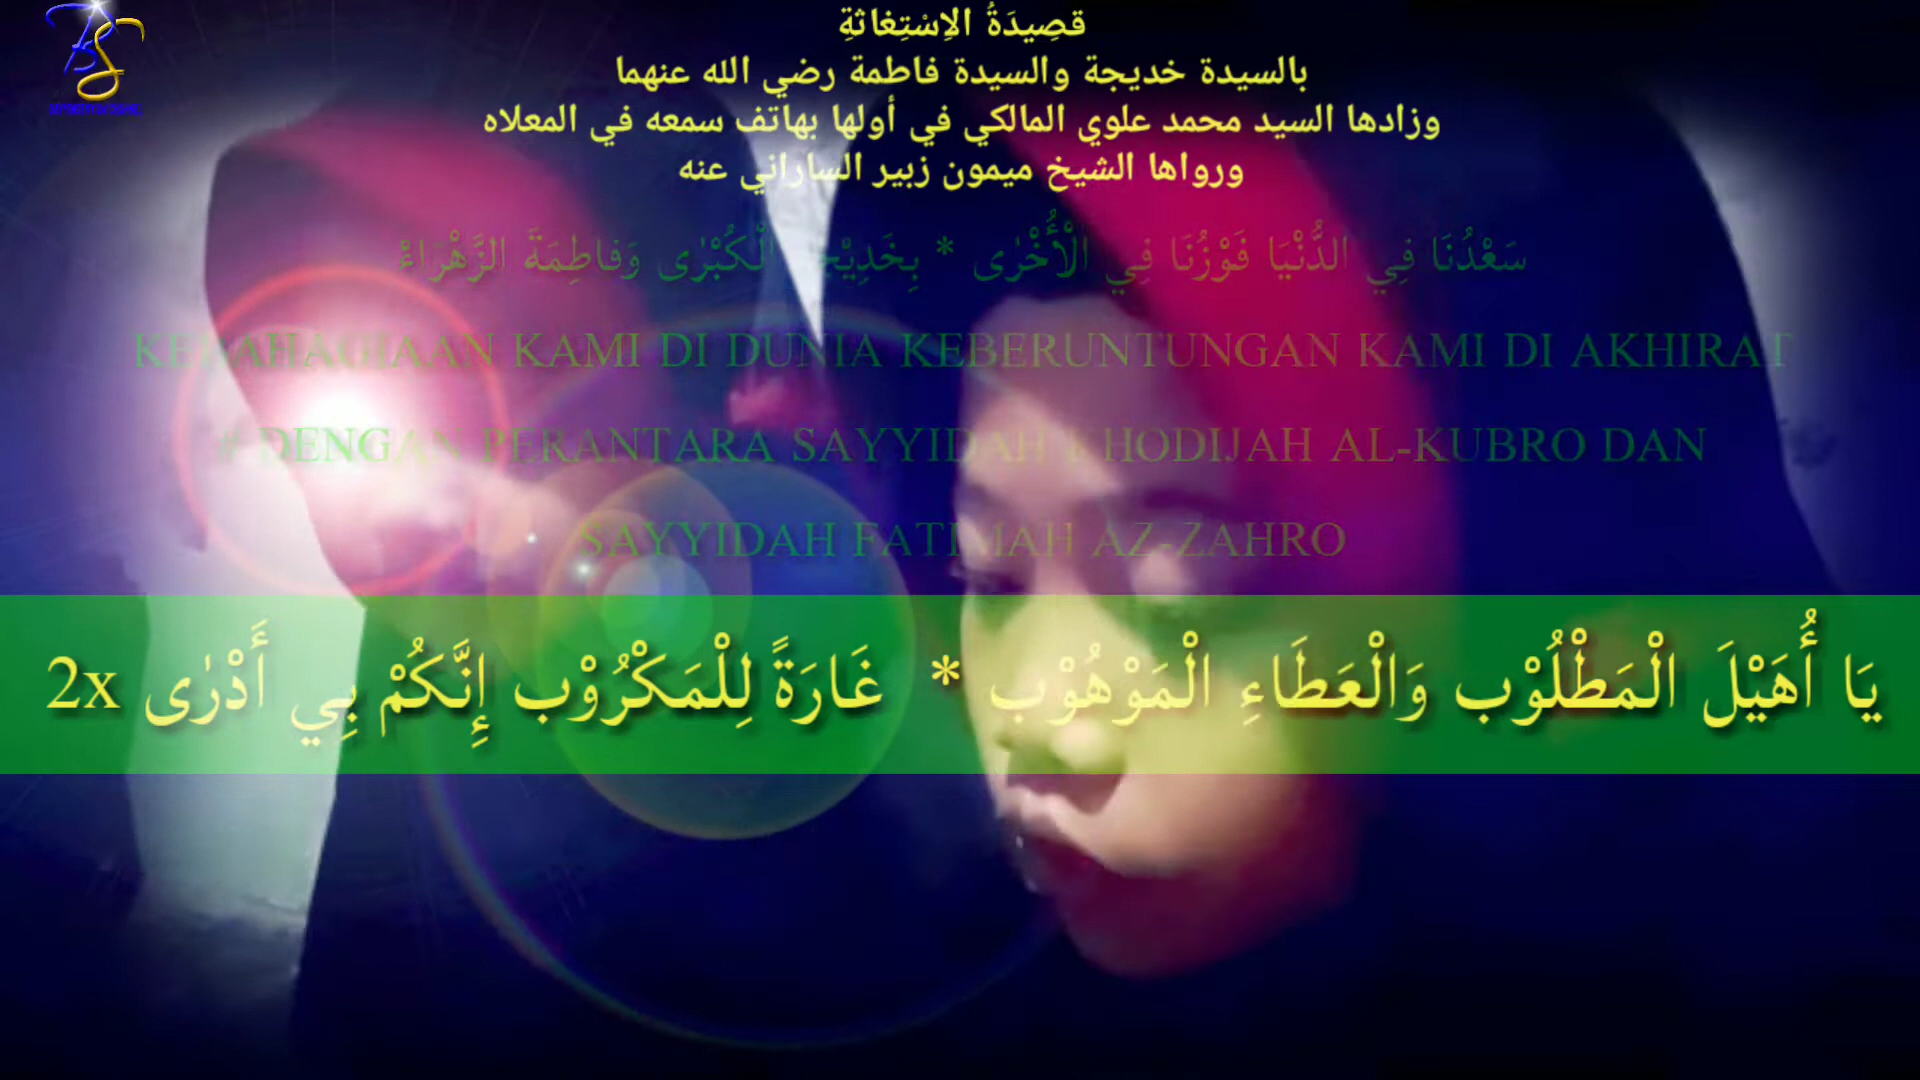 قصِيدَةُ الاِسْتِغاثةِ
بالسيدة خديجة والسيدة فاطمة رضي الله عنهما
وزادها السيد محمد علوي المالكي في أولها بهاتف سمعه في المعلاه
ورواها الشيخ ميمون زبير الساراني عنه
سَعْدُنَا فِي الدُّنْيَا فَوْزُنَا فِي الْأُخْرٰى * بِخَدِيْجَ الْكُبْرٰى وَفاطِمَةَ الزَّهْرَاءْ
KEBAHAGIAAN KAMI DI DUNIA KEBERUNTUNGAN KAMI DI AKHIRAT
# DENGAN PERANTARA SAYYIDAH KHODIJAH AL-KUBRO DAN
SAYYIDAH FATIMAH AZ-ZAHRO
يَا أُهَيْلَ الْمَطْلُوْب وَالْعَطَاءِ الْمَوْهُوْب * غَارَةً لِلْمَكْرُوْب إِنَّكُمْ بِي أَدْرٰى 2x